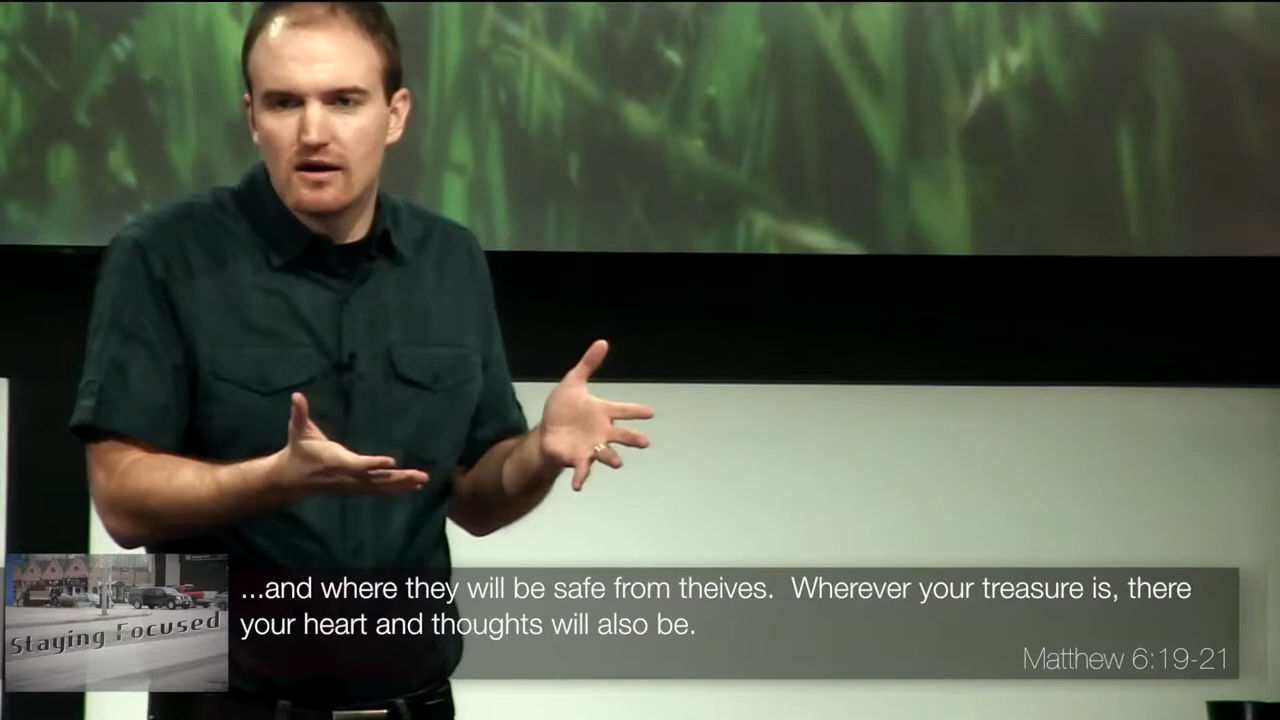 ...and where they will be safe from theives.  Wherever your treasure is, there
your heart and thoughts will also be.
Matthew 6:19-21
Staying Focused